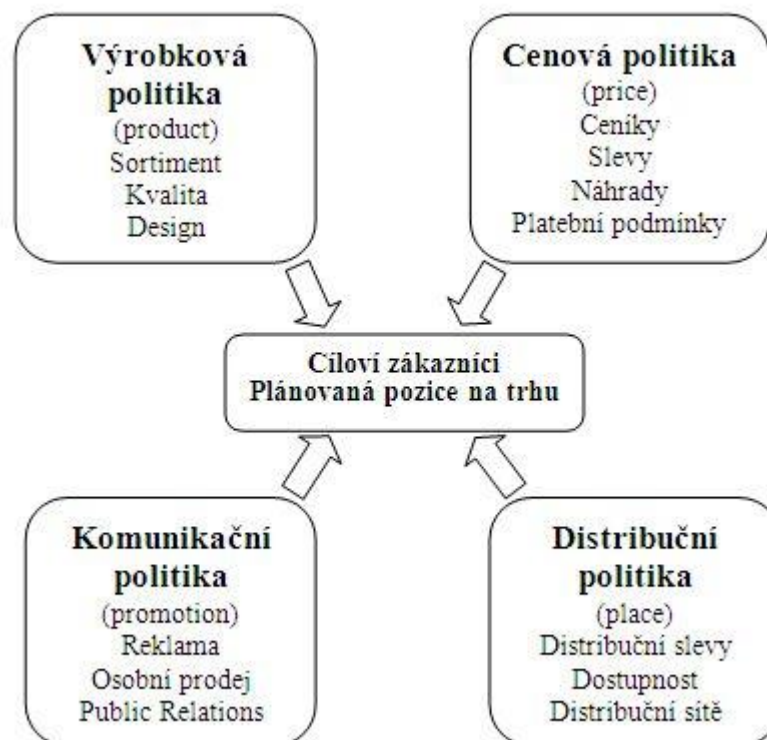 Výrobková
politika
(product)
Sortiment
Kvalita
Design
Cenová politika
(price)
Ceníky
Slevy
Náhrady
Platební podmínky
Cíloví zákazníci
Plánovaná pozice na trhu
Komunikační
politika
(promotion)
Reklama
Osobní prodej
Public Relations
Distribuční
politika
(place)
Distribuční slevy
Dostupnost
Distribuční sítě